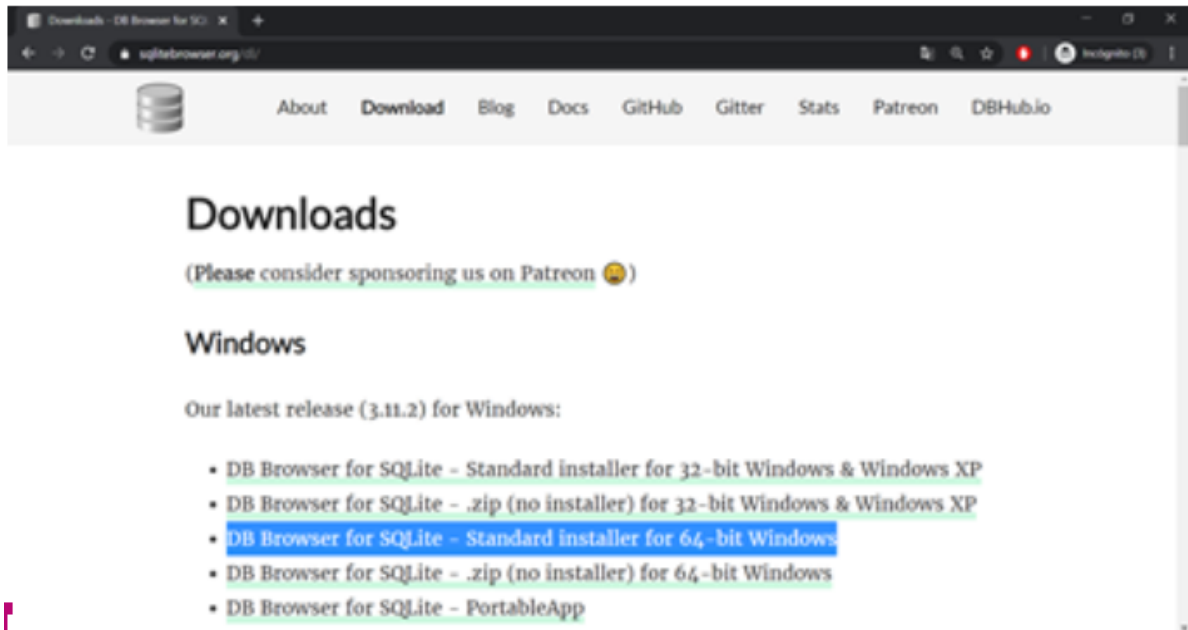 Downloads - DB Browser for SQ
sqlitebrowser.org/dl/
Incógnito (3)
About Download Blog Docs GitHub Gitter Stats Patreon DBHub.io
Downloads
(Please consider sponsoring us on Patreon 😩)
Windows
Our latest release (3.11.2) for Windows:
• DB Browser for SQLite - Standard installer for 32-bit Windows & Windows XP
• DB Browser for SQLite - .zip (no installer) for 32-bit Windows & Windows XP
• DB Browser for SQLite - Standard installer for 64-bit Windows
• DB Browser for SQLite - .zip (no installer) for 64-bit Windows
• DB Browser for SQLite - PortableApp